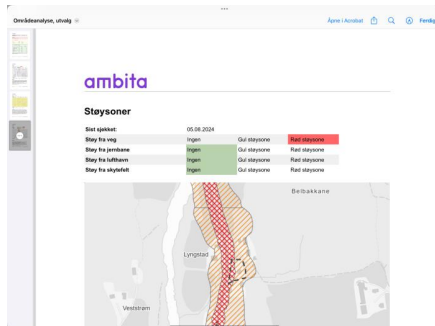 Områdeanalyse, utvalg
Åpne i Acrobat
Ferdig
ambita
Støysoner
Sist sjekket: 05.08.2024
Støy fra veg Ingen Gul støysone Rød støysone
Støy fra jernbane Ingen Gul støysone Rød støysone
Støy fra lufthavn Ingen Gul støysone Rød støysone
Støy fra skytefelt Ingen Gul støysone Rød støysone
Belbakkane
Lyngstad
Veststrøm